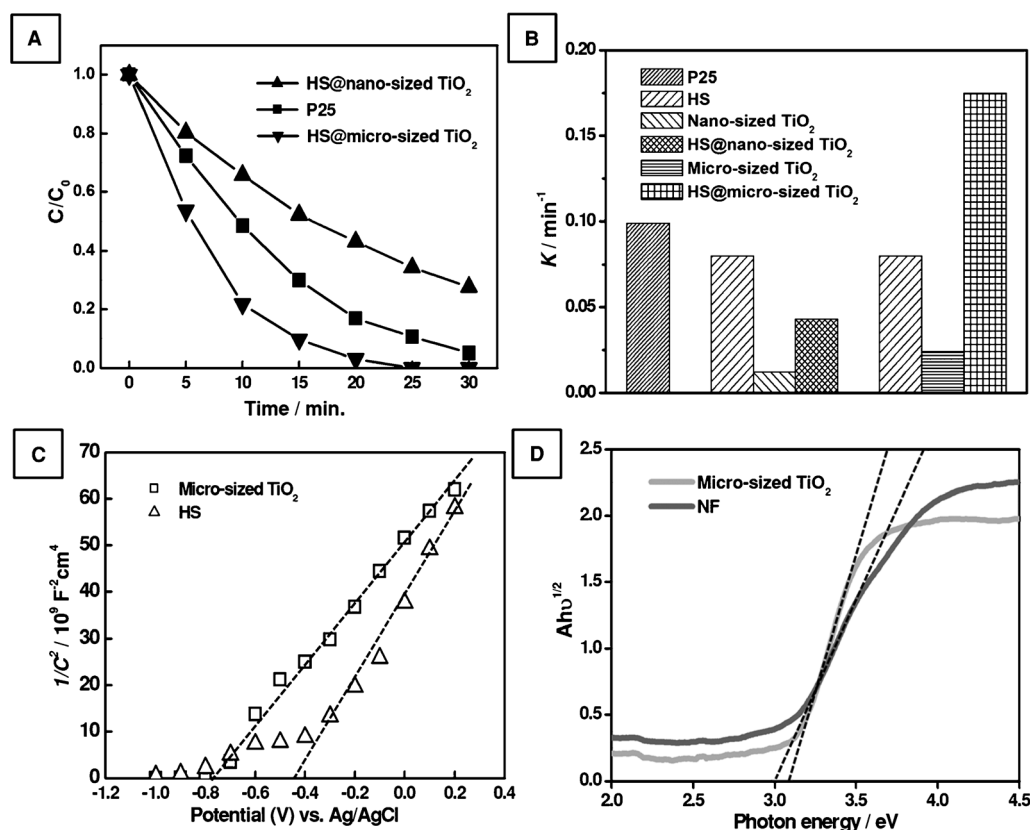 A
HS@nano-sized TiO₂
P25
HS@micro-sized TiO₂
C/C₀
1.0
0.8
0.6
0.4
0.2
0.0
0 5 10 15 20 25 30
Time / min.
B
P25
HS
Nano-sized TiO₂
HS@nano-sized TiO₂
Micro-sized TiO₂
HS@micro-sized TiO₂
K / min⁻¹
0.20
0.15
0.10
0.05
0.00
C
Micro-sized TiO₂
HS
1/C² / 10⁹ F⁻²cm⁴
70
60
50
40
30
20
10
0
-1.2 -1.0 -0.8 -0.6 -0.4 -0.2 0.0 0.2 0.4
Potential (V) vs. Ag/AgCl
D
Micro-sized TiO₂
NF
Ahυ¹/²
2.5
2.0
1.5
1.0
0.5
0.0
2.0 2.5 3.0 3.5 4.0 4.5
Photon energy / eV